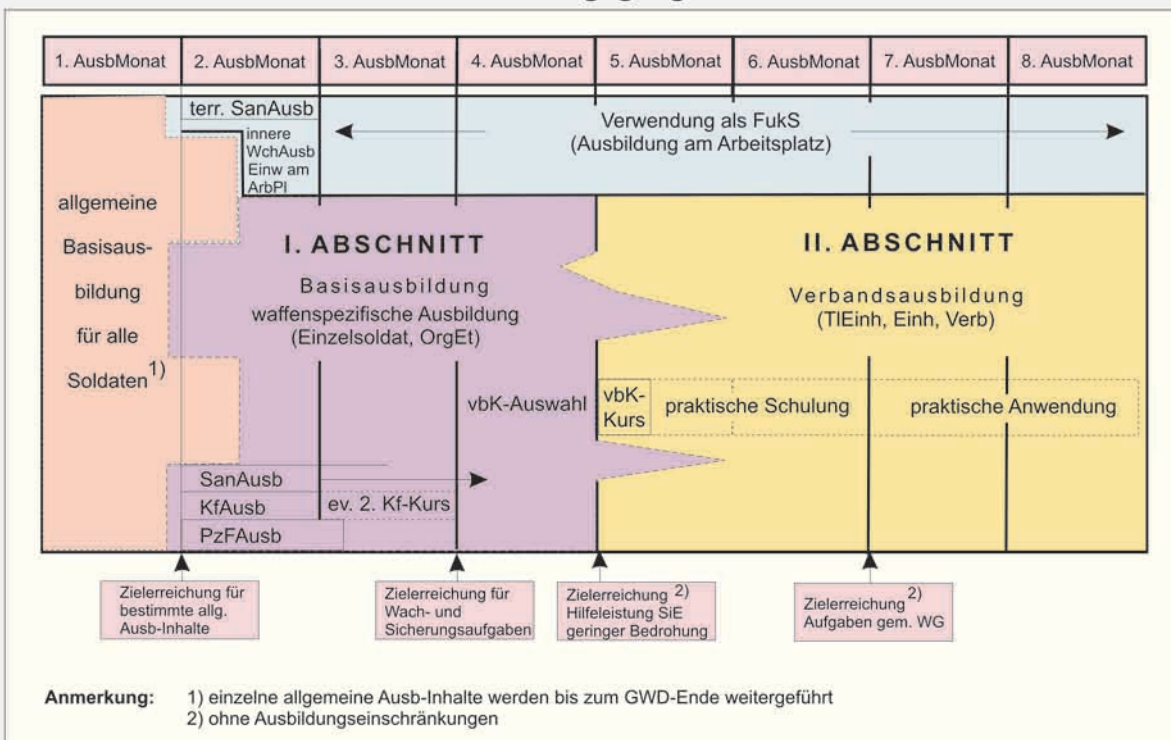 1. AusbMonat
2. AusbMonat
3. AusbMonat
4. AusbMonat
5. AusbMonat
6. AusbMonat
7. AusbMonat
8. AusbMonat
terr. SanAusb
innere
WchAusb
Einw am
ArbPl
Verwendung als FukS
(Ausbildung am Arbeitsplatz)
allgemeine
Basisaus-
bildung
für alle
Soldaten 1)
I. ABSCHNITT
Basisausbildung
waffenspezifische Ausbildung
(Einzelsoldat, OrgEt)
II. ABSCHNITT
Verbandsausbildung
(TlEinh, Einh, Verb)
vbK-Auswahl
vbK-
Kurs
praktische Schulung
praktische Anwendung
SanAusb
KfAusb
ev. 2. Kf-Kurs
PzFAusb
Zielerreichung für
bestimmte allg.
Ausb-Inhalte
Zielerreichung für
Wach- und
Sicherungsaufgaben
Zielerreichung 2)
Hilfeleistung SiE
geringer Bedrohung
Zielerreichung 2)
Aufgaben gem. WG
Anmerkung: 1) einzelne allgemeine Ausb-Inhalte werden bis zum GWD-Ende weitergeführt
2) ohne Ausbildungseinschränkungen